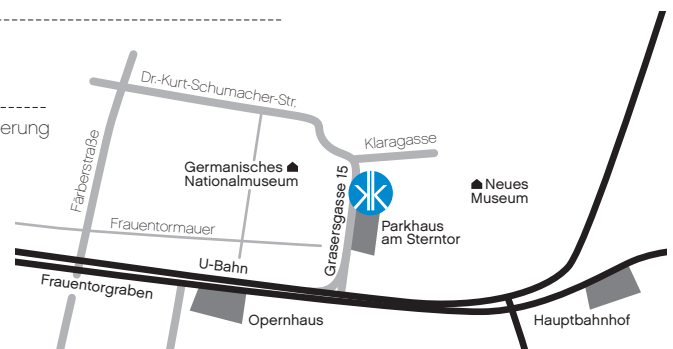 erung
Dr.-Kurt-Schumacher-Str.
Klaragasse
Färberstraße
Germanisches
Nationalmuseum
Grasersgasse 15
Neues
Museum
Parkhaus
am Sterntor
Frauentormauer
U-Bahn
Frauentorgraben
Opernhaus
Hauptbahnhof